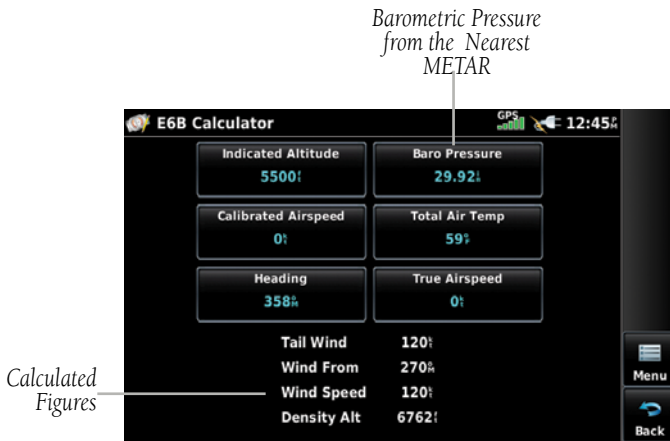 Barometric Pressure
from the Nearest
METAR
E6B Calculator GPS 12:45 P M
Indicated Altitude Baro Pressure
5500 f t 29.92 i n
Calibrated Airspeed Total Air Temp
0 k t 59 ° F
Heading True Airspeed
358 ° M 0 k t
Tail Wind 120 k t
Wind From 270 ° M
Wind Speed 120 k t
Density Alt 6762 f t
Calculated
Figures
Menu
Back